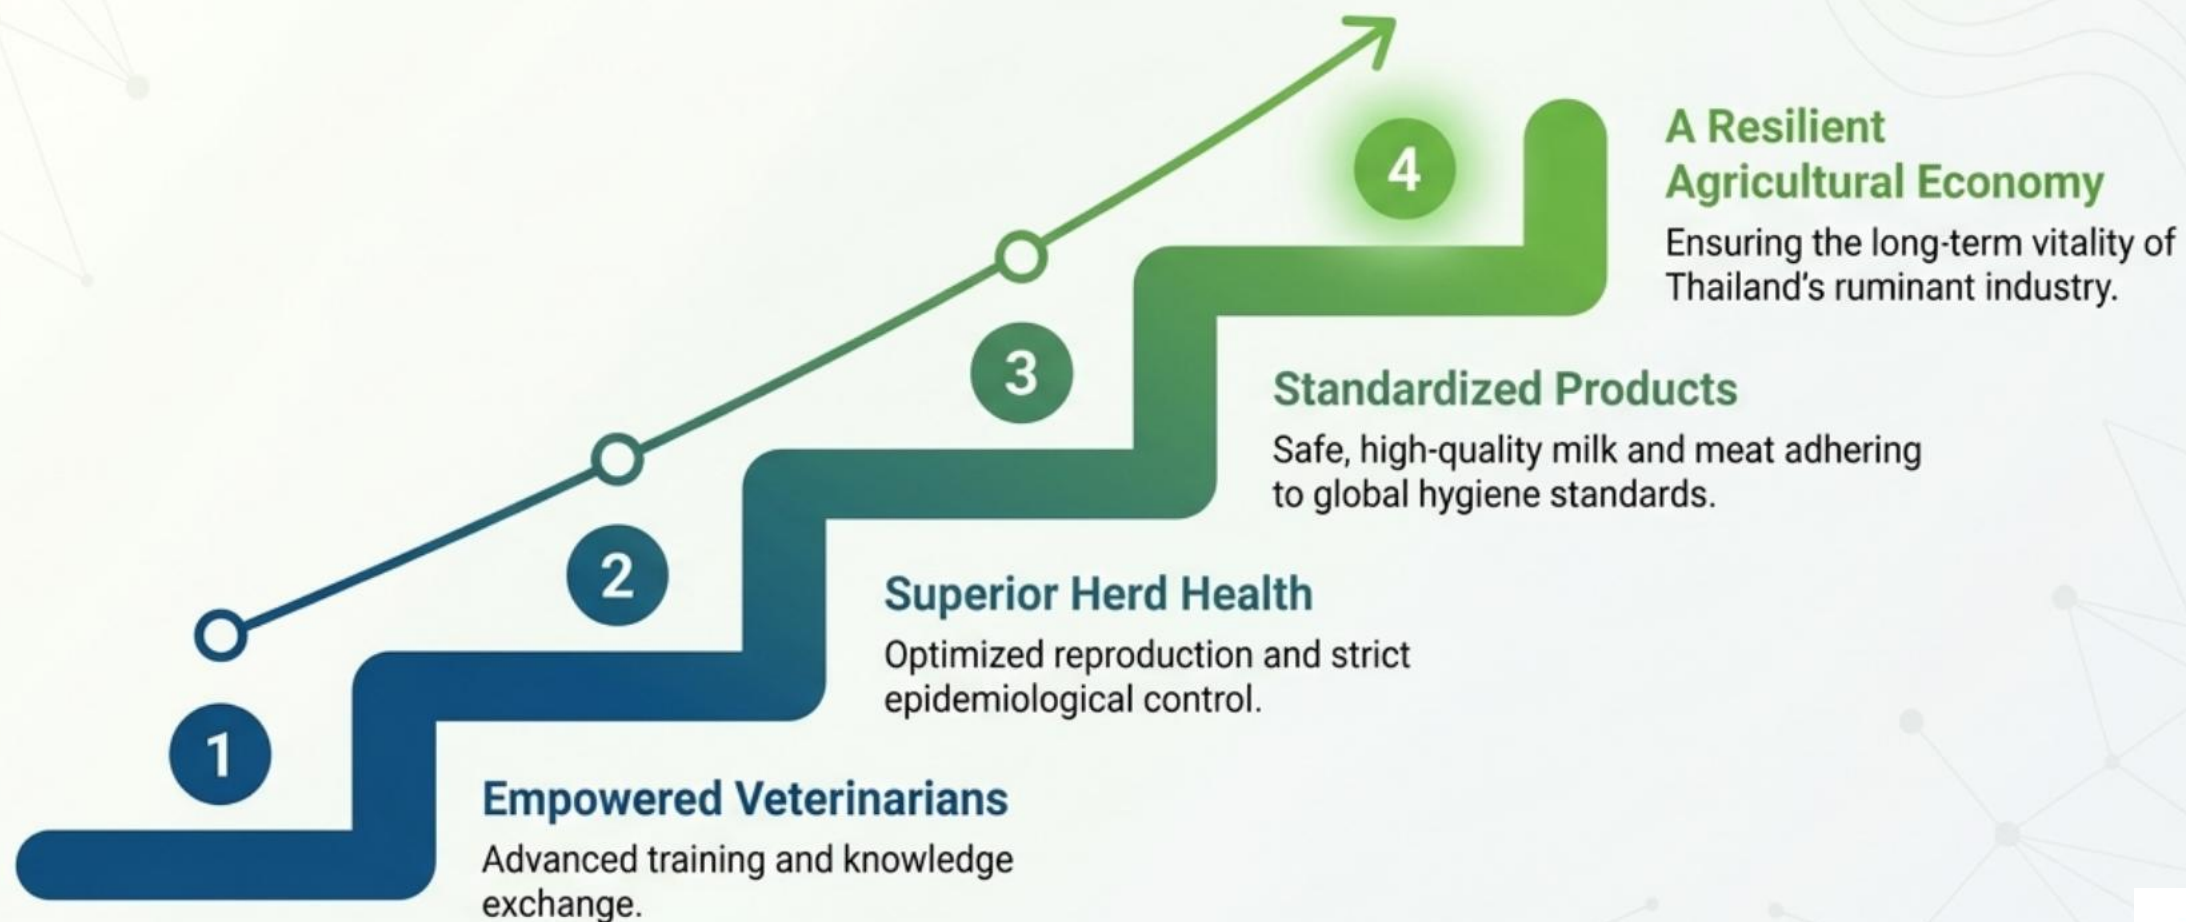 1
Empowered Veterinarians
Advanced training and knowledge
exchange.
2
Superior Herd Health
Optimized reproduction and strict
epidemiological control.
3
Standardized Products
Safe, high-quality milk and meat adhering
to global hygiene standards.
4
A Resilient
Agricultural Economy
Ensuring the long-term vitality of
Thailand's ruminant industry.